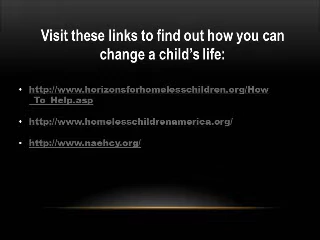 Visit these links to find out how you can
change a child's life:
• http://www.horizonsforhomelesschildren.org/How
_To_Help.asp
• http://www.homelesschildrenamerica.org/
• http://www.naehcy.org/